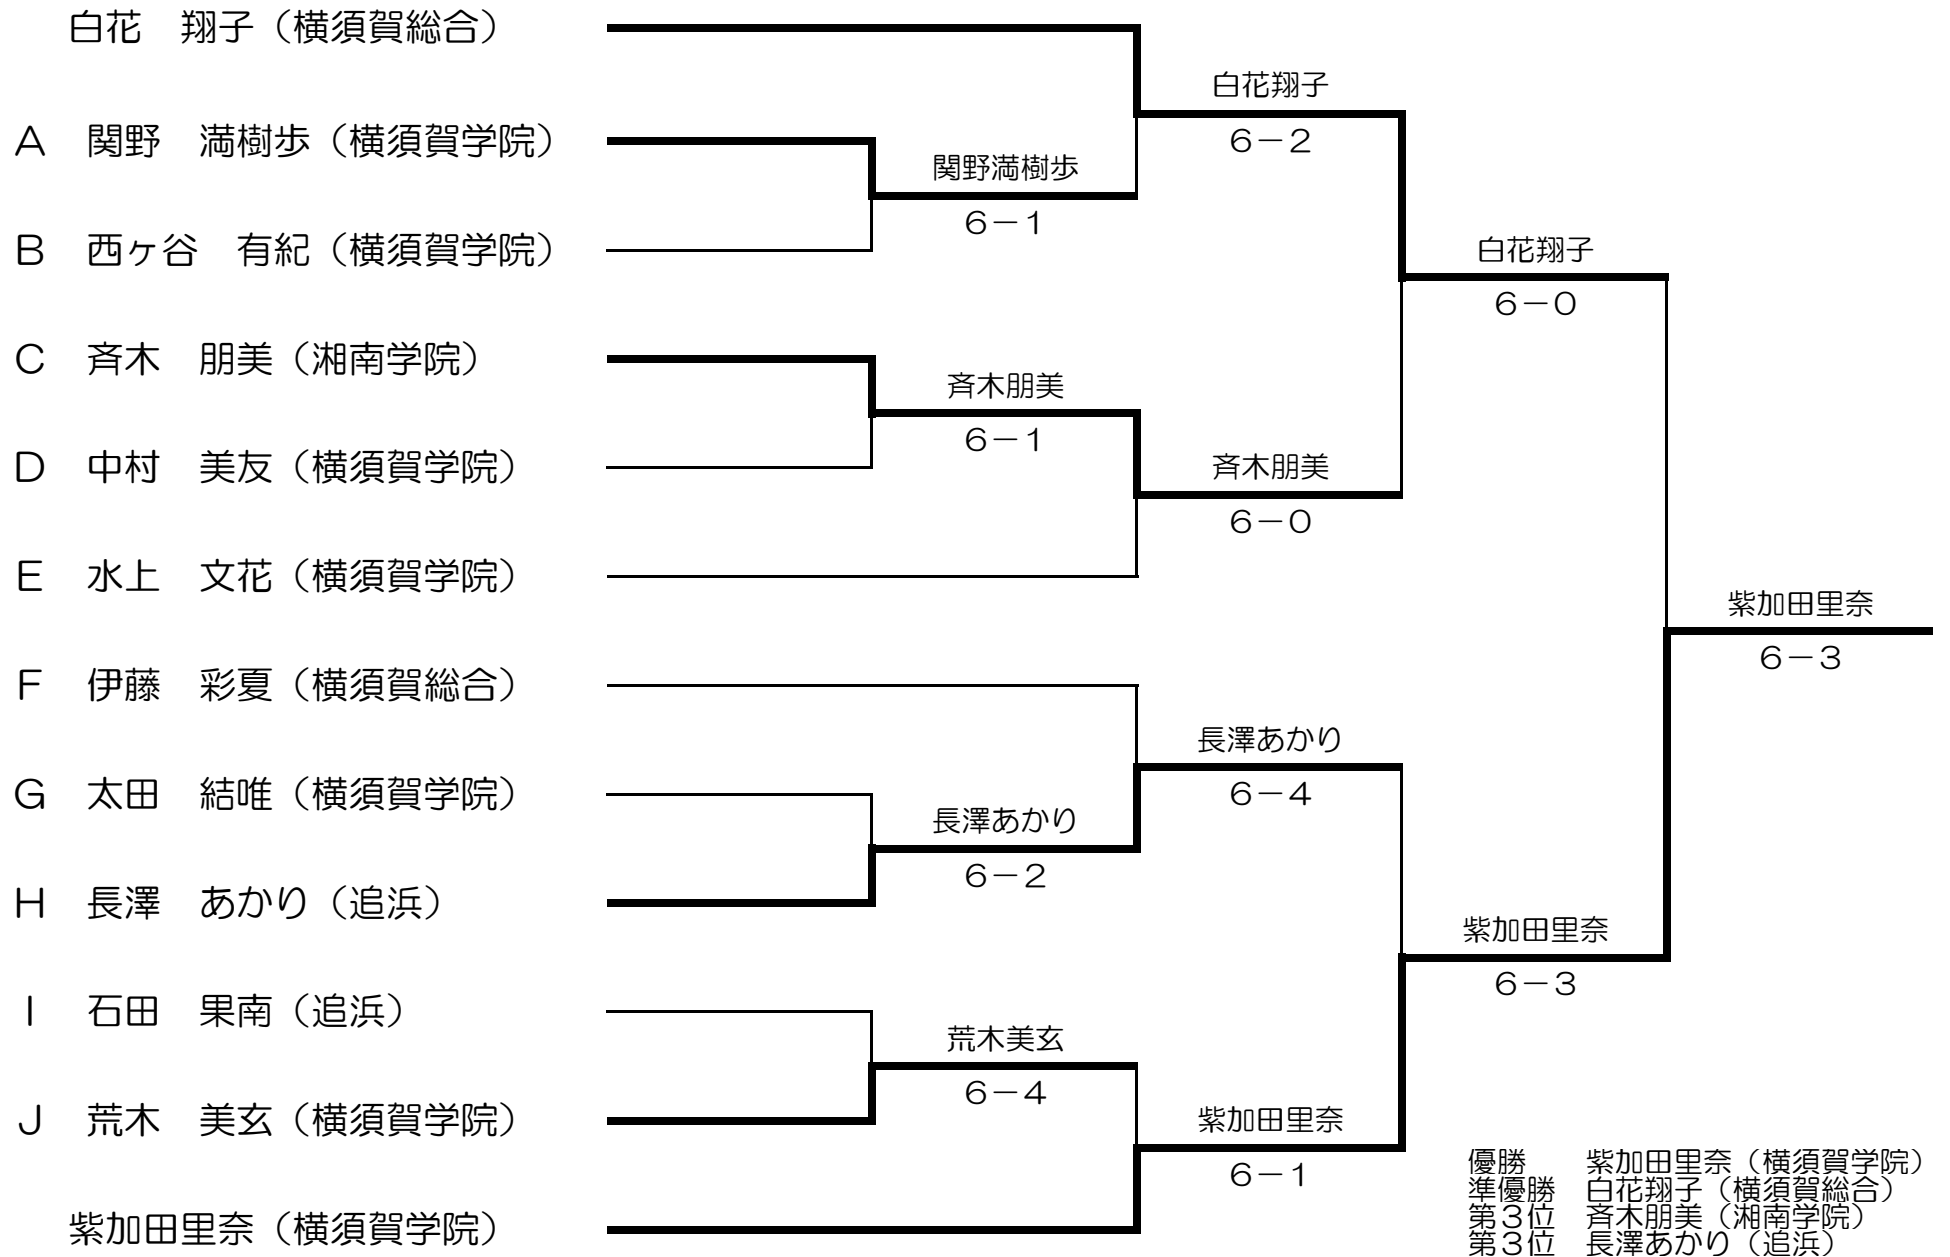 白花　翔子（横須賀総合）
A　関野　満樹歩（横須賀学院）
B　西ヶ谷　有紀（横須賀学院）
C　斉木　朋美（湘南学院）
D　中村　美友（横須賀学院）
E　水上　文花（横須賀学院）
F　伊藤　彩夏（横須賀総合）
G　太田　結唯（横須賀学院）
H　長澤　あかり（追浜）
I　石田　果南（追浜）
J　荒木　美玄（横須賀学院）
紫加田里奈（横須賀学院）
関野満樹歩
6－1
斉木朋美
6－1
長澤あかり
6－2
荒木美玄
6－4
白花翔子
6－2
斉木朋美
6－0
長澤あかり
6－4
紫加田里奈
6－1
白花翔子
6－0
紫加田里奈
6－3
紫加田里奈
6－3
優勝　紫加田里奈（横須賀学院）
準優勝　白花翔子（横須賀総合）
第3位　斉木朋美（湘南学院）
第3位　長澤あかり（追浜）